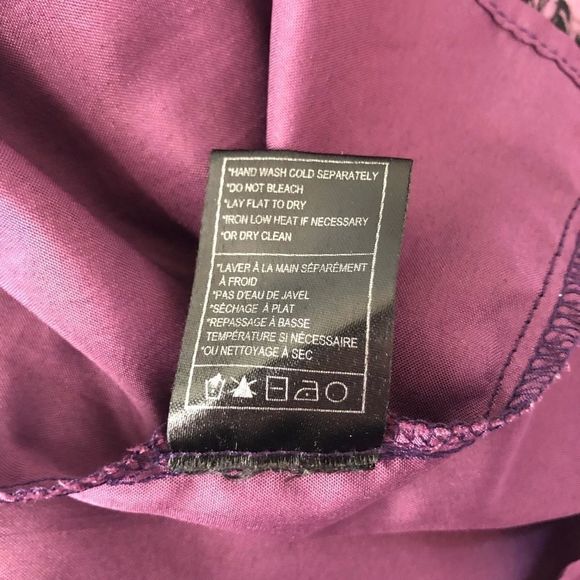 *HAND WASH COLD SEPARATELY
*DO NOT BLEACH
*LAY FLAT TO DRY
*IRON LOW HEAT IF NECESSARY
*OR DRY CLEAN
*LAVER À LA MAIN SÉPARÉMENT
À FROID
*PAS D'EAU DE JAVEL
*SÉCHAGE À PLAT
*REPASSAGE À BASSE
TEMPÉRATURE SI NÉCESSAIRE
*OU NETTOYAGE À SEC